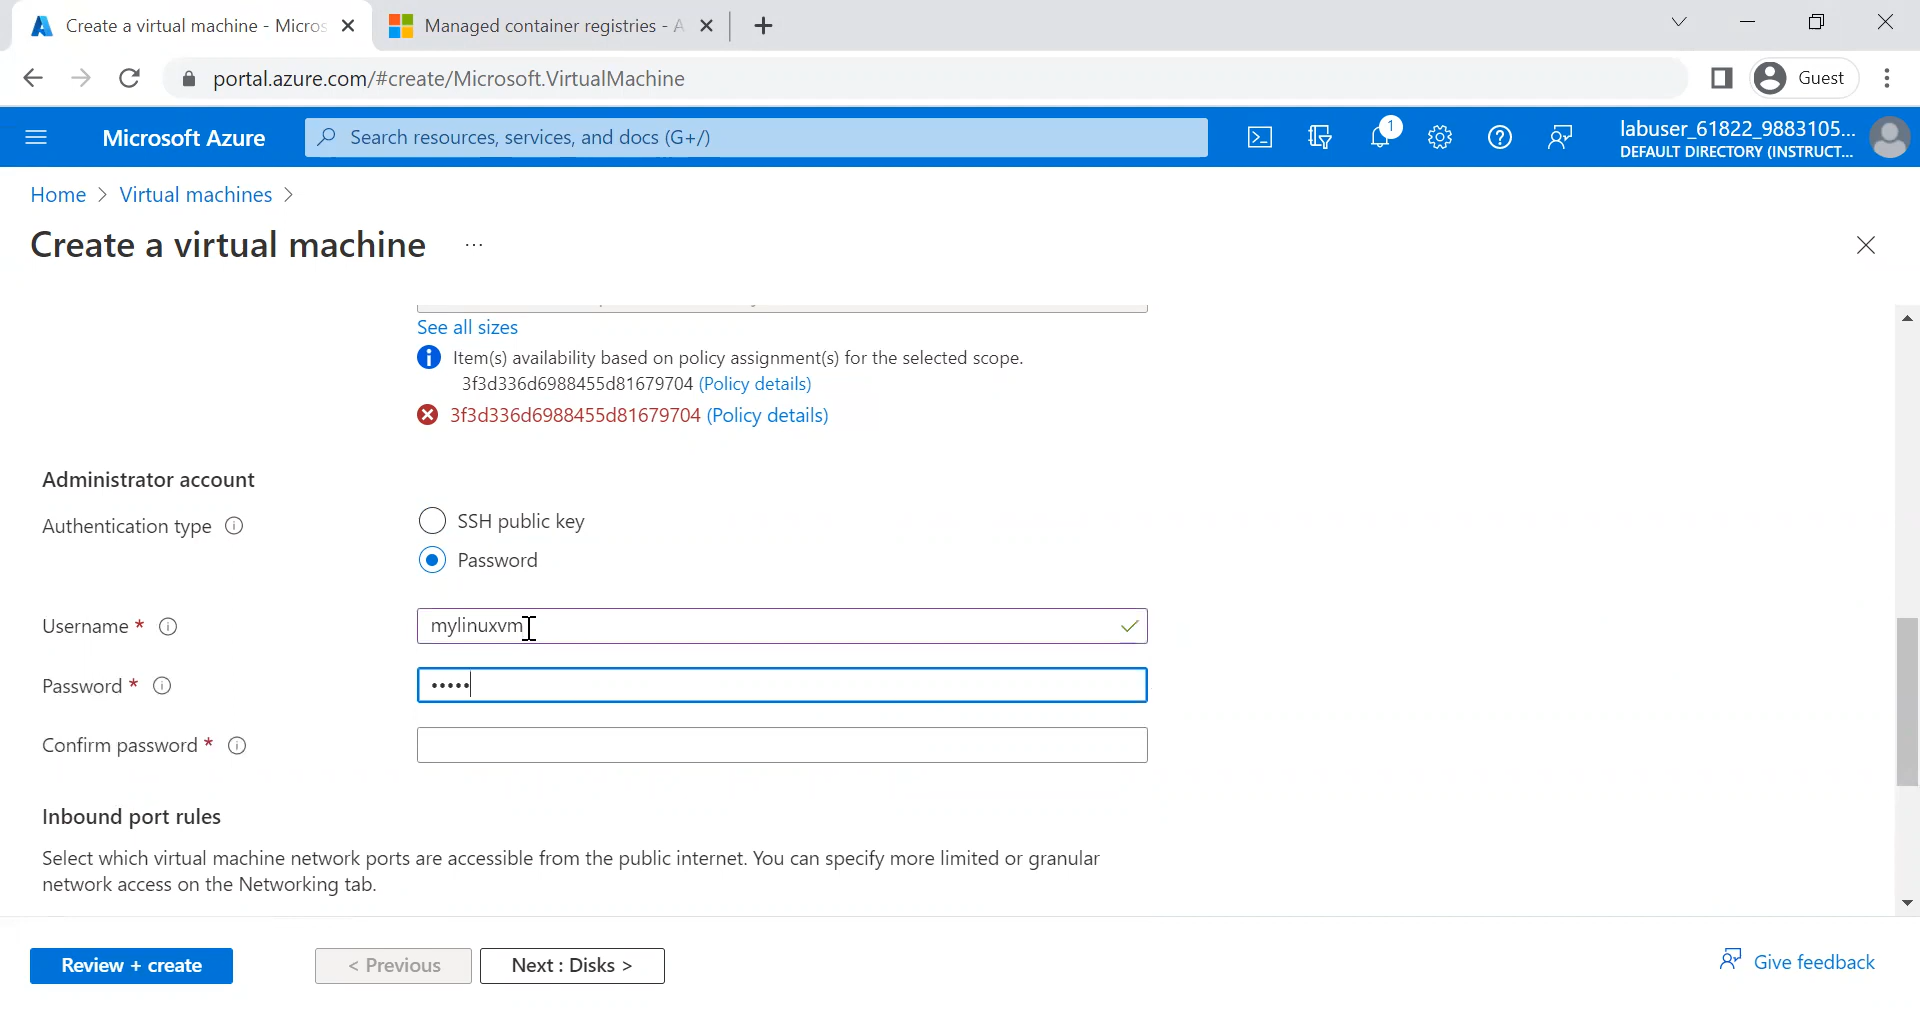 Create a virtual machine - Micros
Managed container registries - A
portal.azure.com/#create/Microsoft.VirtualMachine
Guest
Microsoft Azure
Search resources, services, and docs (G+/)
1
labuser_61822_9883105...
DEFAULT DIRECTORY (INSTRUCT...
Home > Virtual machines >
Create a virtual machine ...
See all sizes
Item(s) availability based on policy assignment(s) for the selected scope.
3f3d336d6988455d81679704 (Policy details)
3f3d336d6988455d81679704 (Policy details)
Administrator account
Authentication type
SSH public key
Password
Username *
mylinuxvm
Password *
•••••
Confirm password *
Inbound port rules
Select which virtual machine network ports are accessible from the public internet. You can specify more limited or granular
network access on the Networking tab.
Review + create
< Previous
Next : Disks >
Give feedback